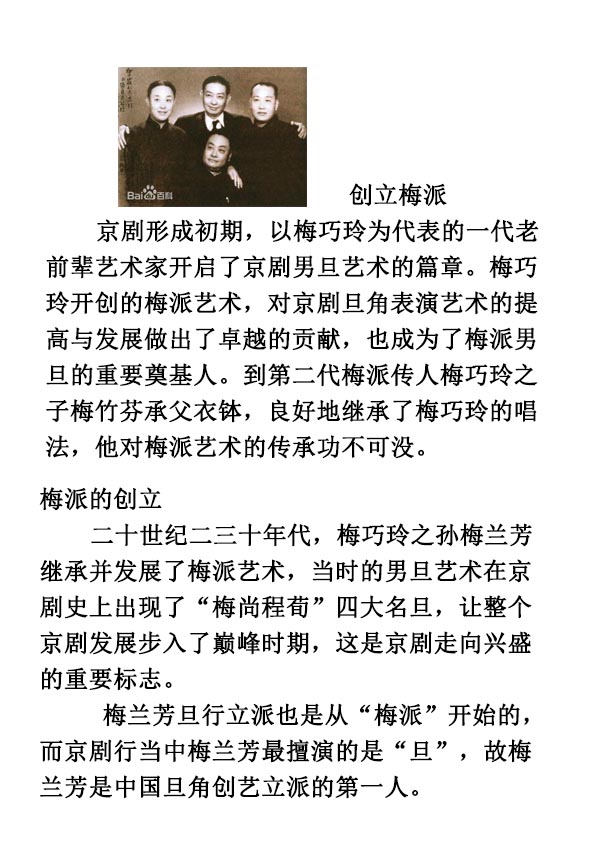 Bai百科
创立梅派
京剧形成初期，以梅巧玲为代表的一代老
前辈艺术家开启了京剧男旦艺术的篇章。梅巧
玲开创的梅派艺术，对京剧旦角表演艺术的提
高与发展做出了卓越的贡献，也成为了梅派男
旦的重要奠基人。到第二代梅派传人梅巧玲之
子梅竹芬承父衣钵，良好地继承了梅巧玲的唱
法，他对梅派艺术的传承功不可没。
梅派的创立
二十世纪二三十年代，梅巧玲之孙梅兰芳
继承并发展了梅派艺术，当时的男旦艺术在京
剧史上出现了“梅尚程荀”四大名旦，让整个
京剧发展步入了巅峰时期，这是京剧走向兴盛
的重要标志。
梅兰芳旦行立派也是从“梅派”开始的，
而京剧行当中梅兰芳最擅演的是“旦”，故梅
兰芳是中国旦角创艺立派的第一人。